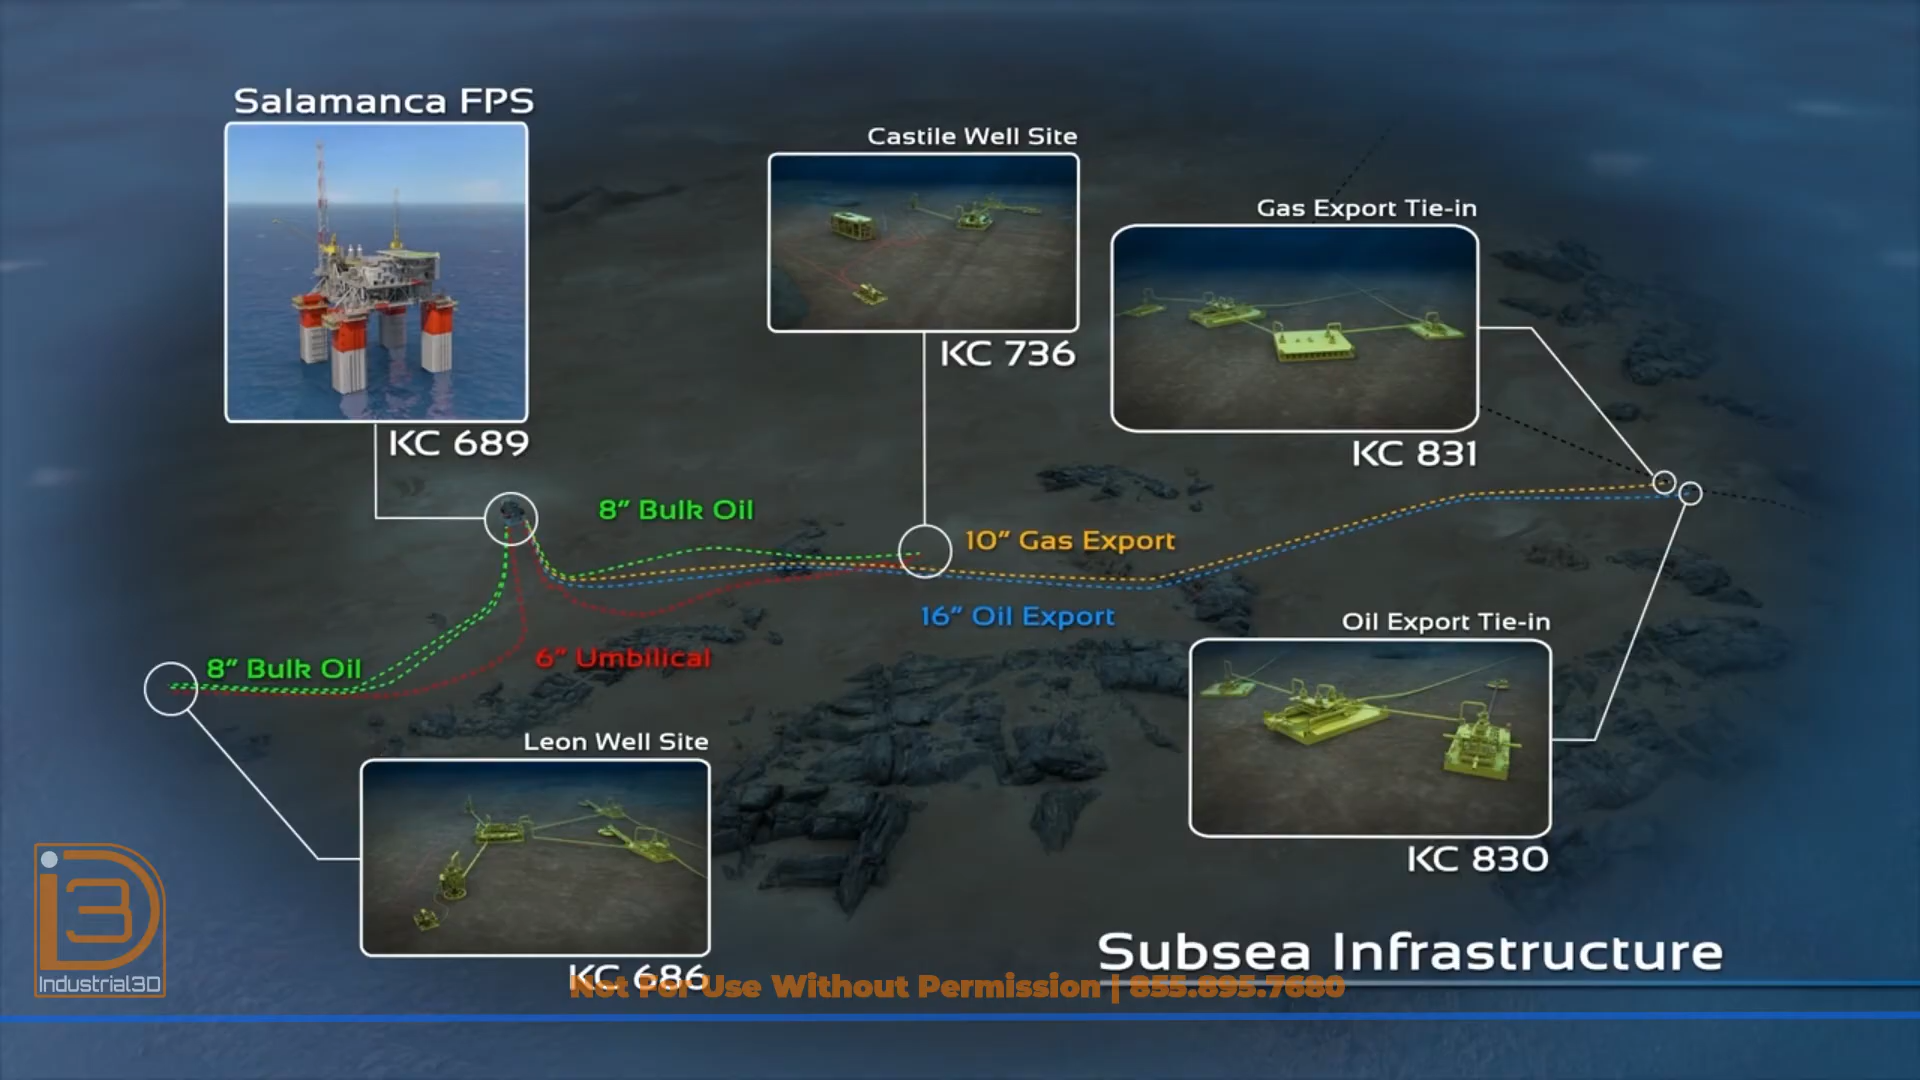 Salamanca FPS
KC 689
Castile Well Site
KC 736
Gas Export Tie-in
KC 831
8” Bulk Oil
10” Gas Export
16” Oil Export
8” Bulk Oil
6” Umbilical
Oil Export Tie-in
KC 830
Leon Well Site
KC 686
Subsea Infrastructure
i3D
Industrial3D
Not For Use Without Permission | 855.895.7680